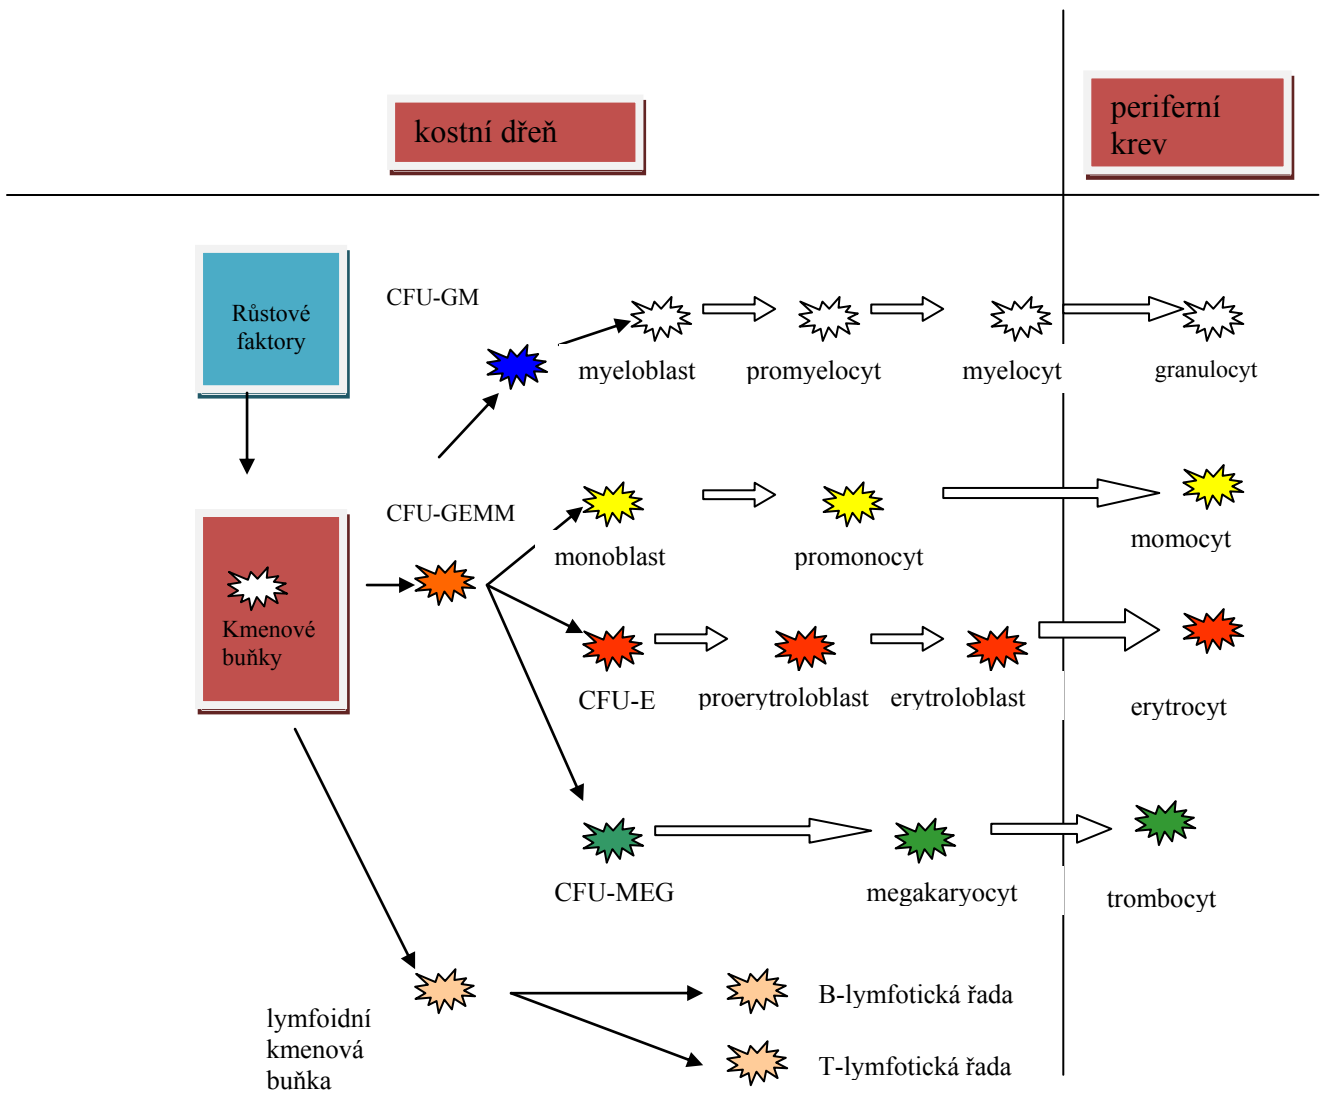 kostní dřeň
periferní
krev
Růstové
faktory
CFU-GM
myeloblast
promyelocyt
myelocyt
granulocyt
CFU-GEMM
monoblast
promonocyt
momocyt
Kmenové
buňky
CFU-E
proerytroloblast
erytroloblast
erytrocyt
CFU-MEG
megakaryocyt
trombocyt
lymfoidní
kmenová
buňka
B-lymfotická řada
T-lymfotická řada